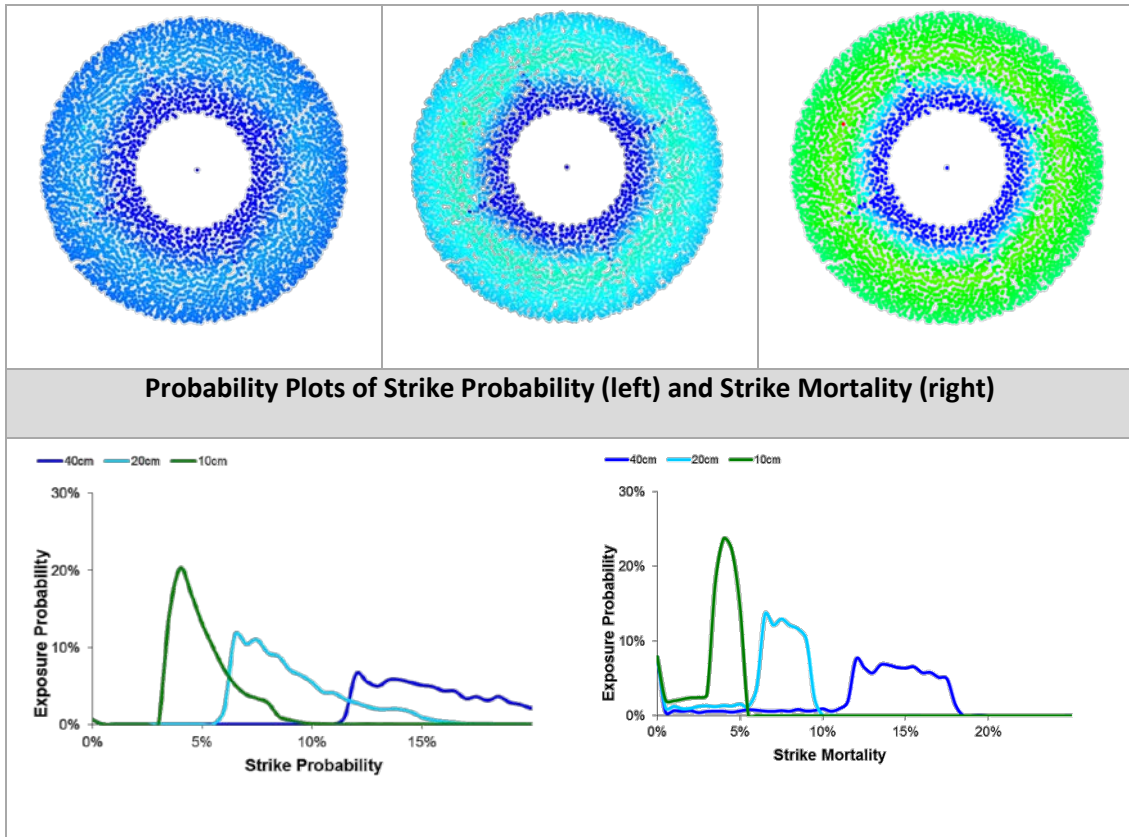 Probability Plots of Strike Probability (left) and Strike Mortality (right)
40cm 20cm 10cm
30%
20%
10%
0%
Exposure Probability
0% 5% 10% 15%
Strike Probability
40cm 20cm 10cm
30%
20%
10%
0%
Exposure Probability
0% 5% 10% 15% 20%
Strike Mortality